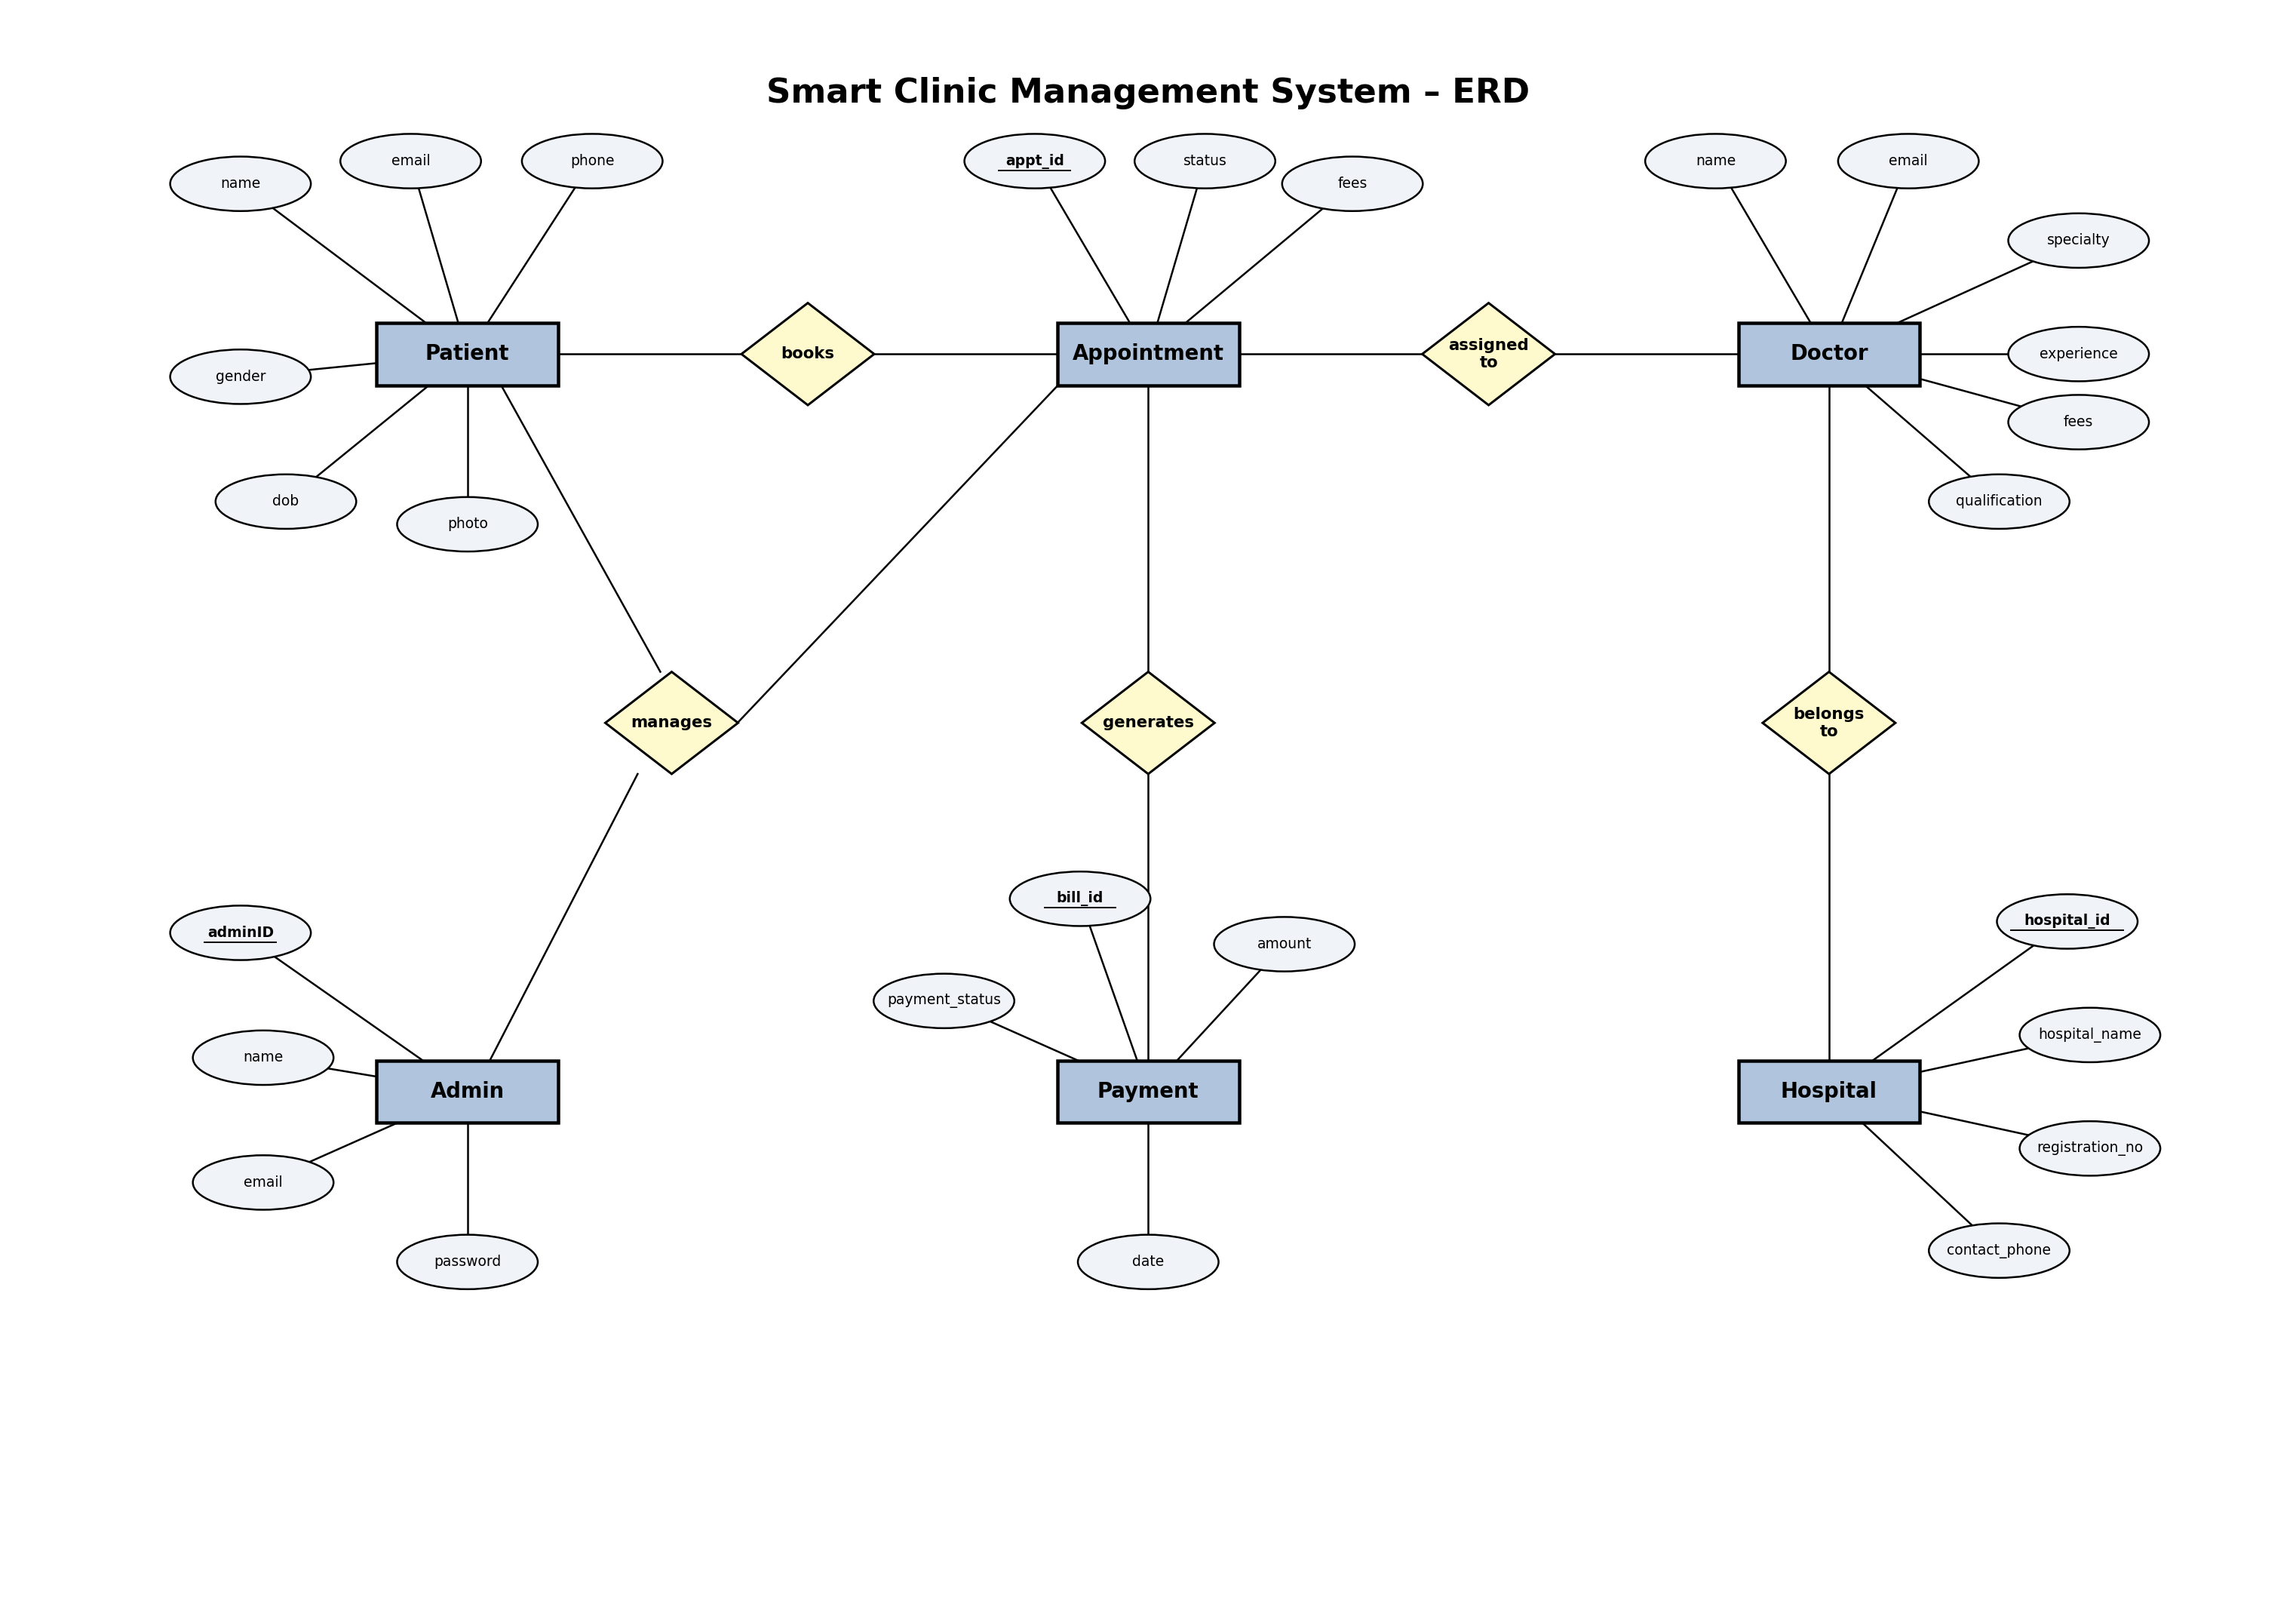 Smart Clinic Management System – ERD
name
email
phone
appt_id
status
fees
name
email
specialty
Patient
books
Appointment
assigned
to
Doctor
experience
gender
fees
dob
photo
qualification
manages
generates
belongs
to
bill_id
hospital_id
adminID
amount
payment_status
hospital_name
name
Admin
Payment
Hospital
registration_no
email
contact_phone
password
date